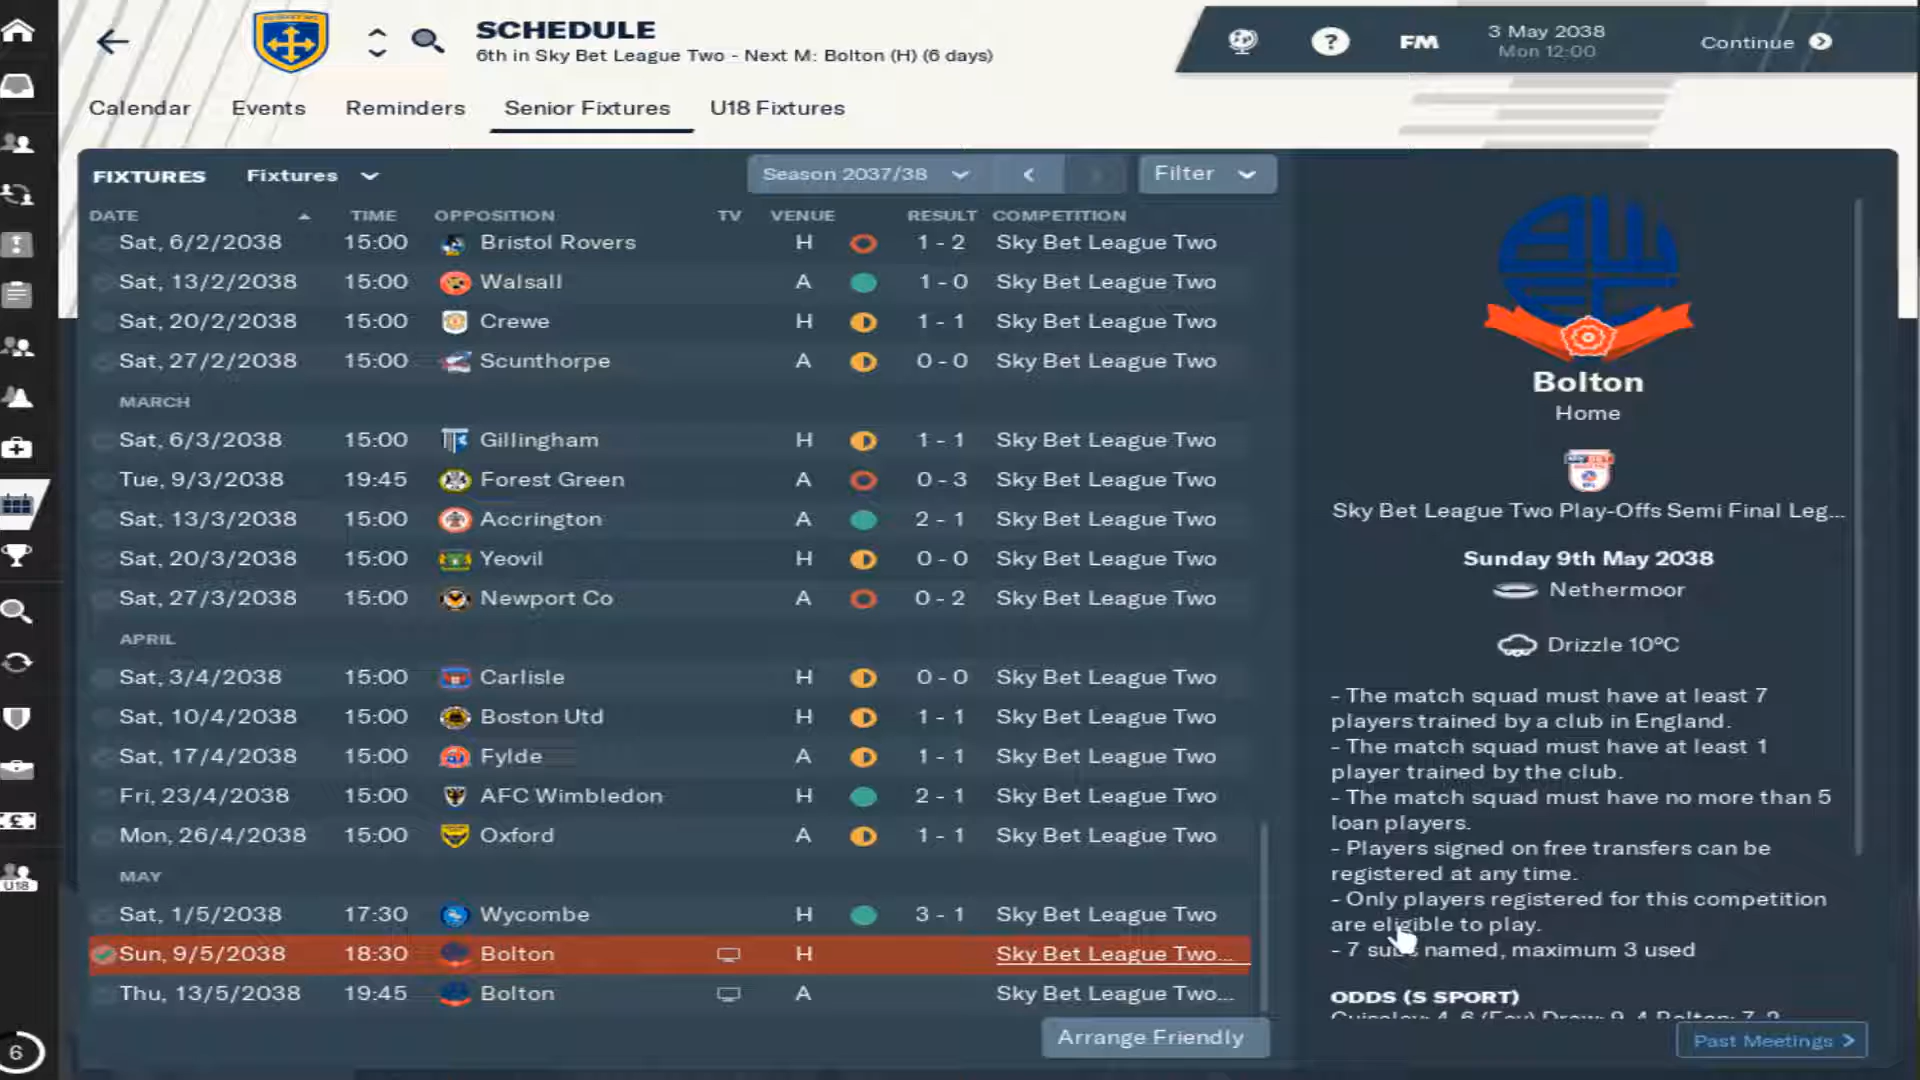 SCHEDULE
6th in Sky Bet League Two - Next M: Bolton (H) (6 days)
FM
3 May 2038
Mon 12:00
Continue
Calendar
Events
Reminders
Senior Fixtures
U18 Fixtures
FIXTURES
Fixtures
Season 2037/38
Filter
DATE TIME OPPOSITION TV VENUE RESULT COMPETITION
Sat, 6/2/2038 15:00 Bristol Rovers H 1 - 2 Sky Bet League Two
Sat, 13/2/2038 15:00 Walsall A 1 - 0 Sky Bet League Two
Sat, 20/2/2038 15:00 Crewe H 1 - 1 Sky Bet League Two
Sat, 27/2/2038 15:00 Scunthorpe A 0 - 0 Sky Bet League Two
MARCH
Sat, 6/3/2038 15:00 Gillingham H 1 - 1 Sky Bet League Two
Tue, 9/3/2038 19:45 Forest Green A 0 - 3 Sky Bet League Two
Sat, 13/3/2038 15:00 Accrington A 2 - 1 Sky Bet League Two
Sat, 20/3/2038 15:00 Yeovil H 0 - 0 Sky Bet League Two
Sat, 27/3/2038 15:00 Newport Co A 0 - 2 Sky Bet League Two
APRIL
Sat, 3/4/2038 15:00 Carlisle H 0 - 0 Sky Bet League Two
Sat, 10/4/2038 15:00 Boston Utd H 1 - 1 Sky Bet League Two
Sat, 17/4/2038 15:00 Fylde A 1 - 1 Sky Bet League Two
Fri, 23/4/2038 15:00 AFC Wimbledon H 2 - 1 Sky Bet League Two
Mon, 26/4/2038 15:00 Oxford A 1 - 1 Sky Bet League Two
MAY
Sat, 1/5/2038 17:30 Wycombe H 3 - 1 Sky Bet League Two
Sun, 9/5/2038 18:30 Bolton H Sky Bet League Two...
Thu, 13/5/2038 19:45 Bolton A Sky Bet League Two...
Arrange Friendly
Bolton
Home
Sky Bet League Two Play-Offs Semi Final Leg...
Sunday 9th May 2038
Nethermoor
Drizzle 10°C
- The match squad must have at least 7
players trained by a club in England.
- The match squad must have at least 1
player trained by the club.
- The match squad must have no more than 5
loan players.
- Players signed on free transfers can be
registered at any time.
- Only players registered for this competition
are eligible to play.
- 7 subs named, maximum 3 used
ODDS (S SPORT)
Past Meetings
U18
6